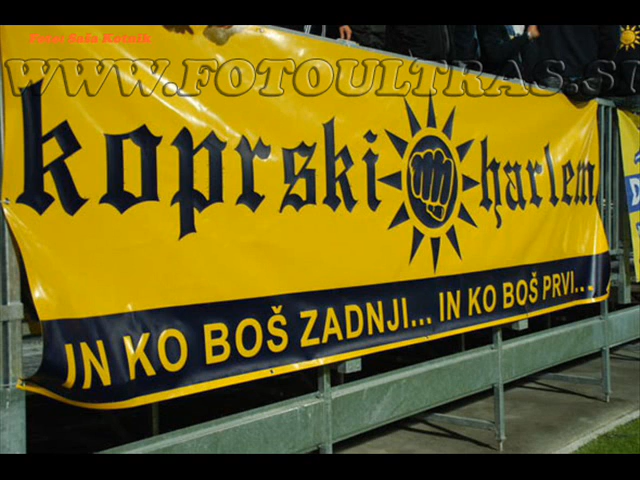 Foto: Saša Kotnik
WWW.FOTOULTRAS.SI
koprski harlem
IN KO BOŠ ZADNJI... IN KO BOŠ PRVI...